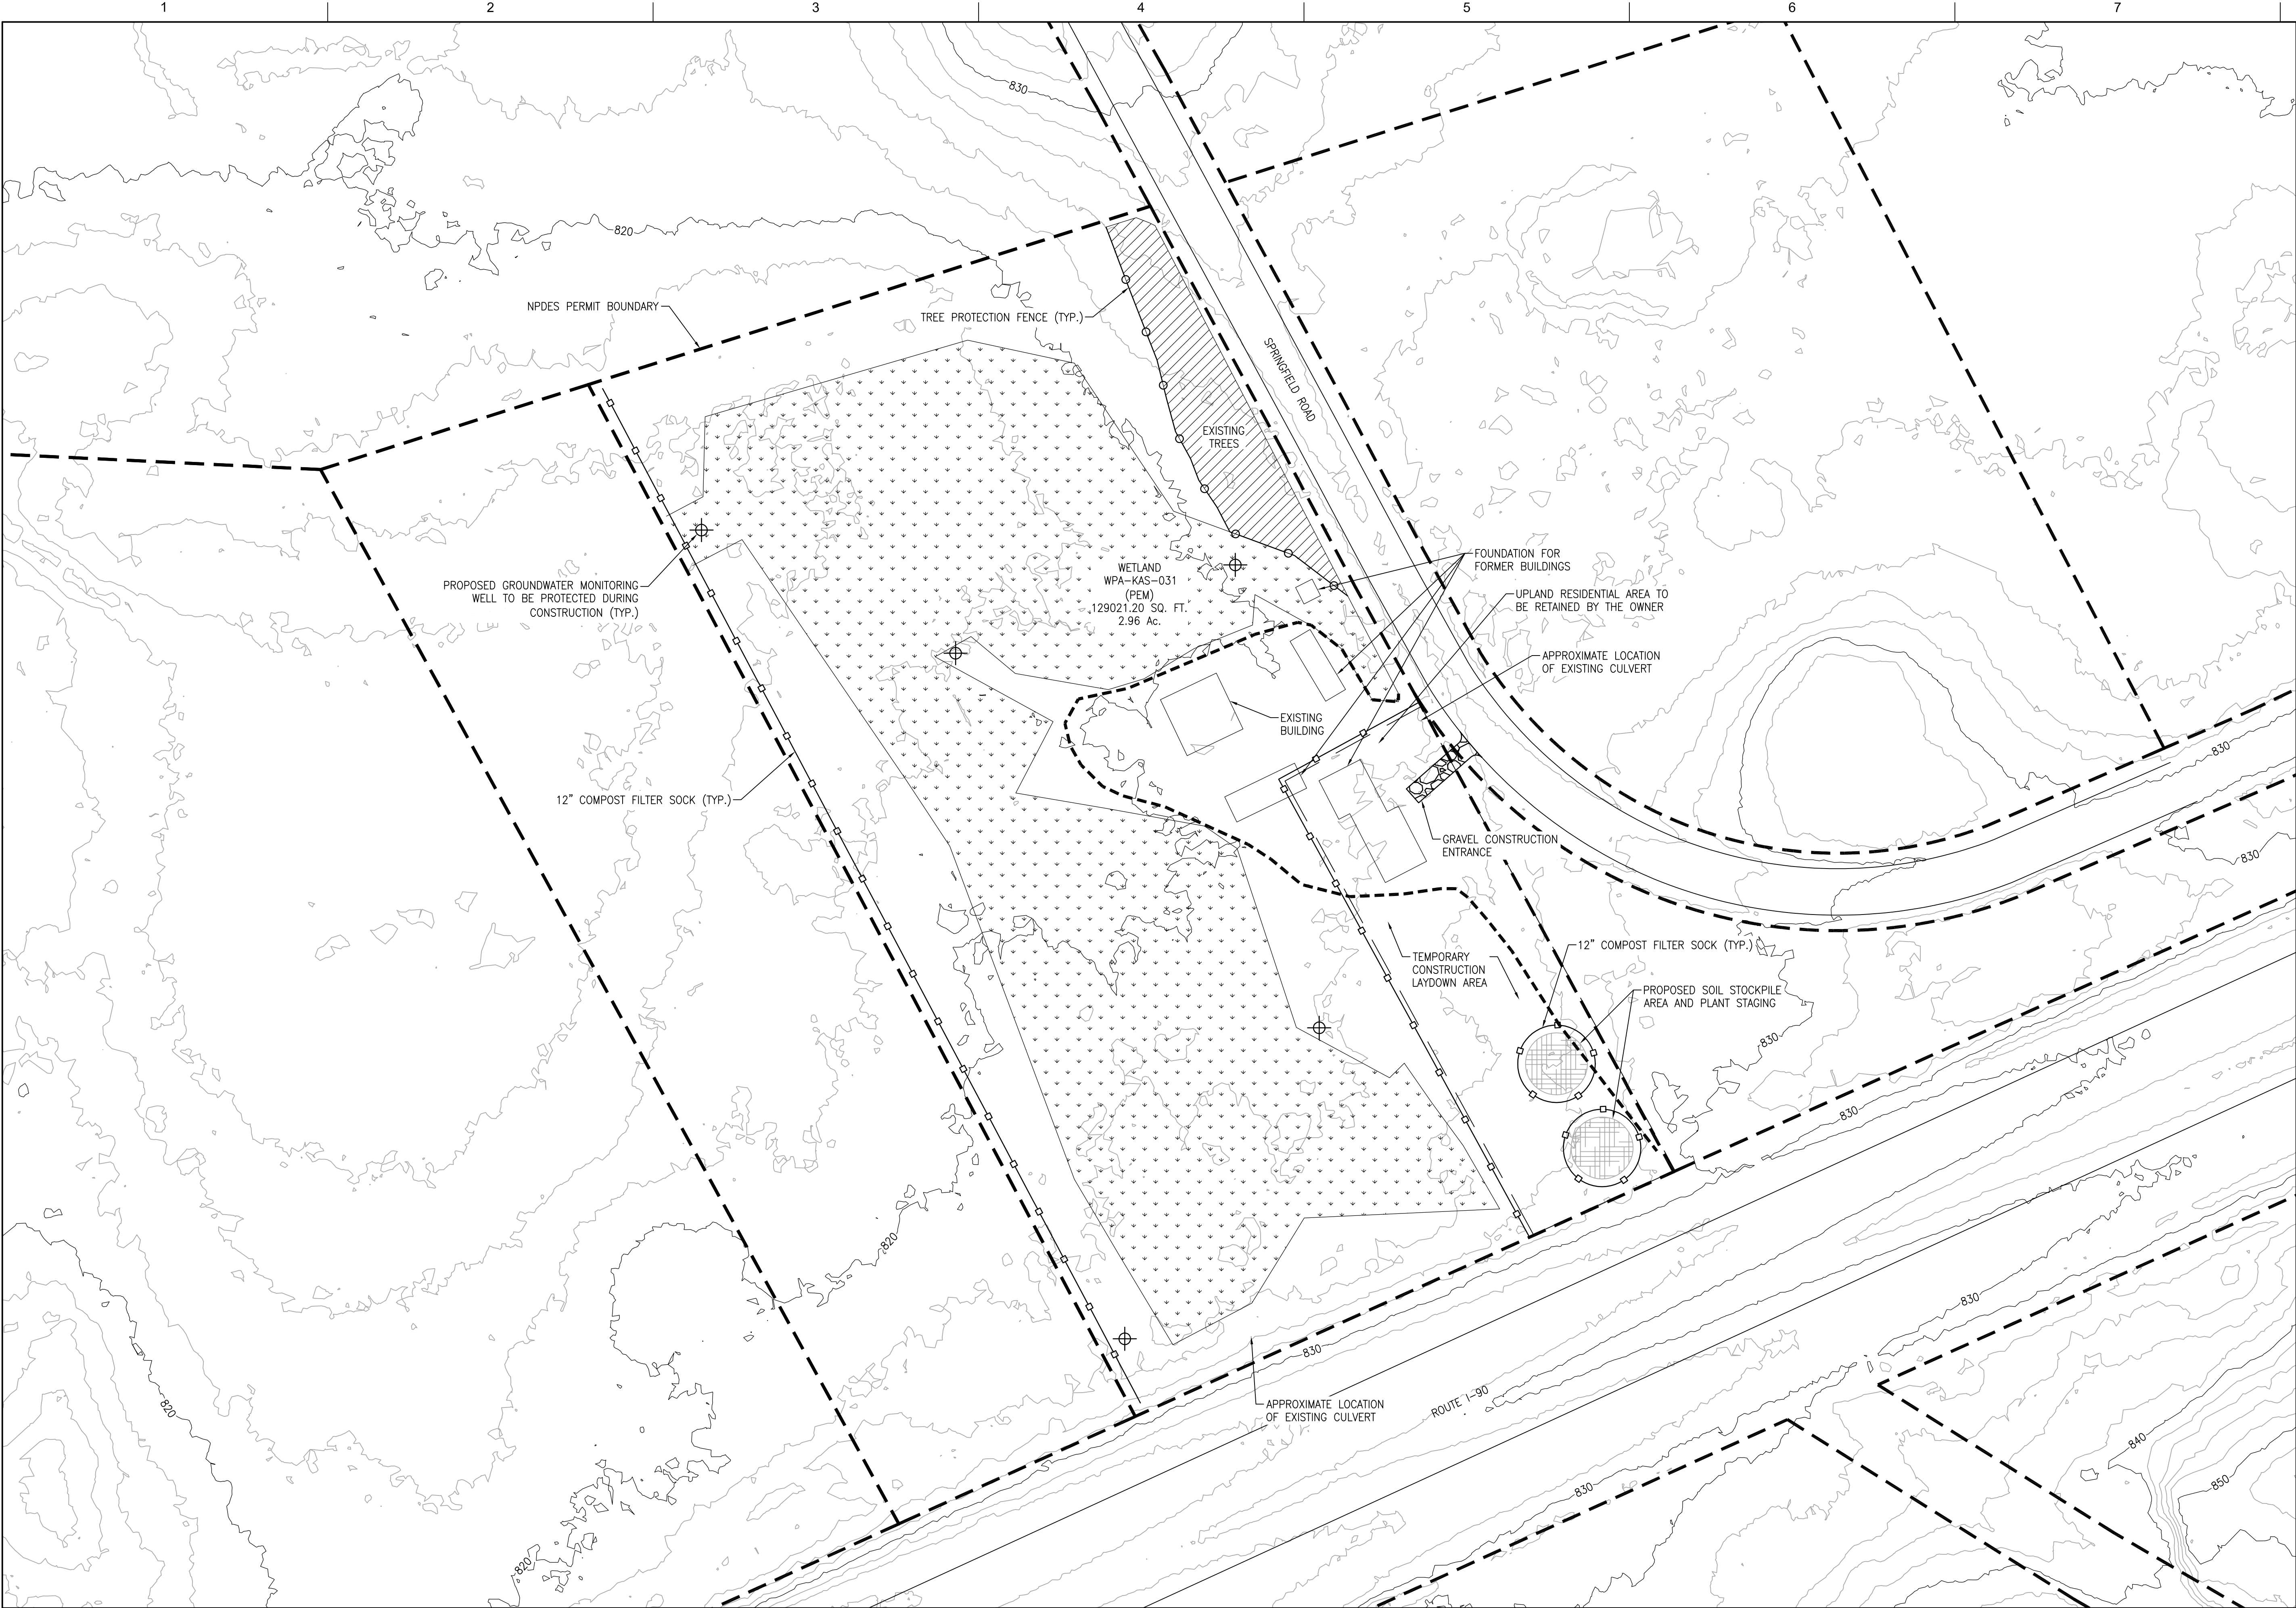 1
2
3
4
5
6
7
830
820
NPDES PERMIT BOUNDARY
TREE PROTECTION FENCE (TYP.)
SPRINGFIELD ROAD
EXISTING
TREES
FOUNDATION FOR
FORMER BUILDINGS
WETLAND
WPA-KAS-031
(PEM)
129021.20 SQ. FT.
2.96 Ac.
PROPOSED GROUNDWATER MONITORING
WELL TO BE PROTECTED DURING
CONSTRUCTION (TYP.)
UPLAND RESIDENTIAL AREA TO
BE RETAINED BY THE OWNER
APPROXIMATE LOCATION
OF EXISTING CULVERT
EXISTING
BUILDING
830
12" COMPOST FILTER SOCK (TYP.)
GRAVEL CONSTRUCTION
ENTRANCE
830
12" COMPOST FILTER SOCK (TYP.)
TEMPORARY
CONSTRUCTION
LAYDOWN AREA
PROPOSED SOIL STOCKPILE
AREA AND PLANT STAGING
830
830
820
830
830
820
APPROXIMATE LOCATION
OF EXISTING CULVERT
ROUTE I-90
840
850
830
820